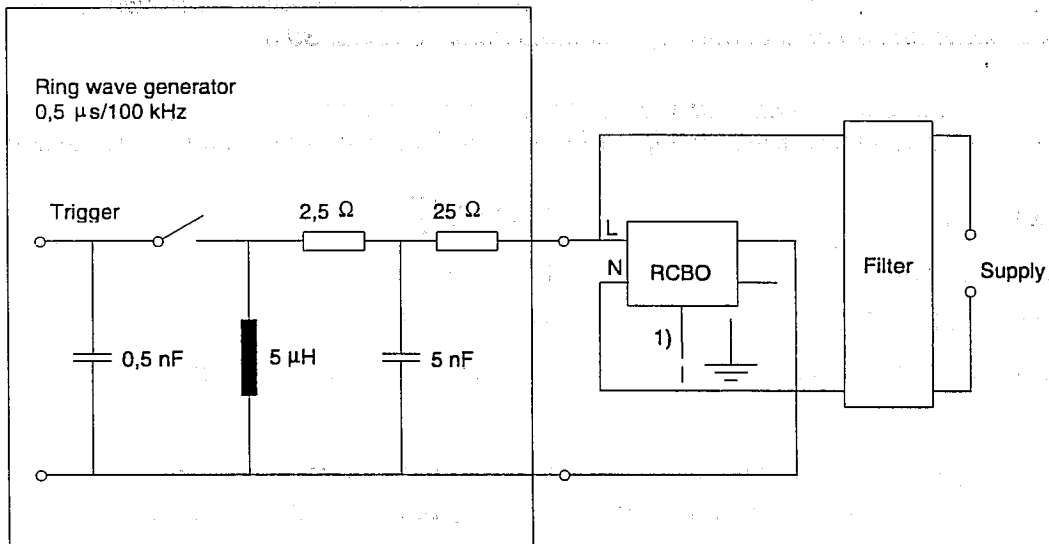 Ring wave generator
0,5 µs/100 kHz
Trigger
2,5 Ω
25 Ω
L
N
RCBO
Filter
Supply
1)
0,5 nF
5 µH
5 nF